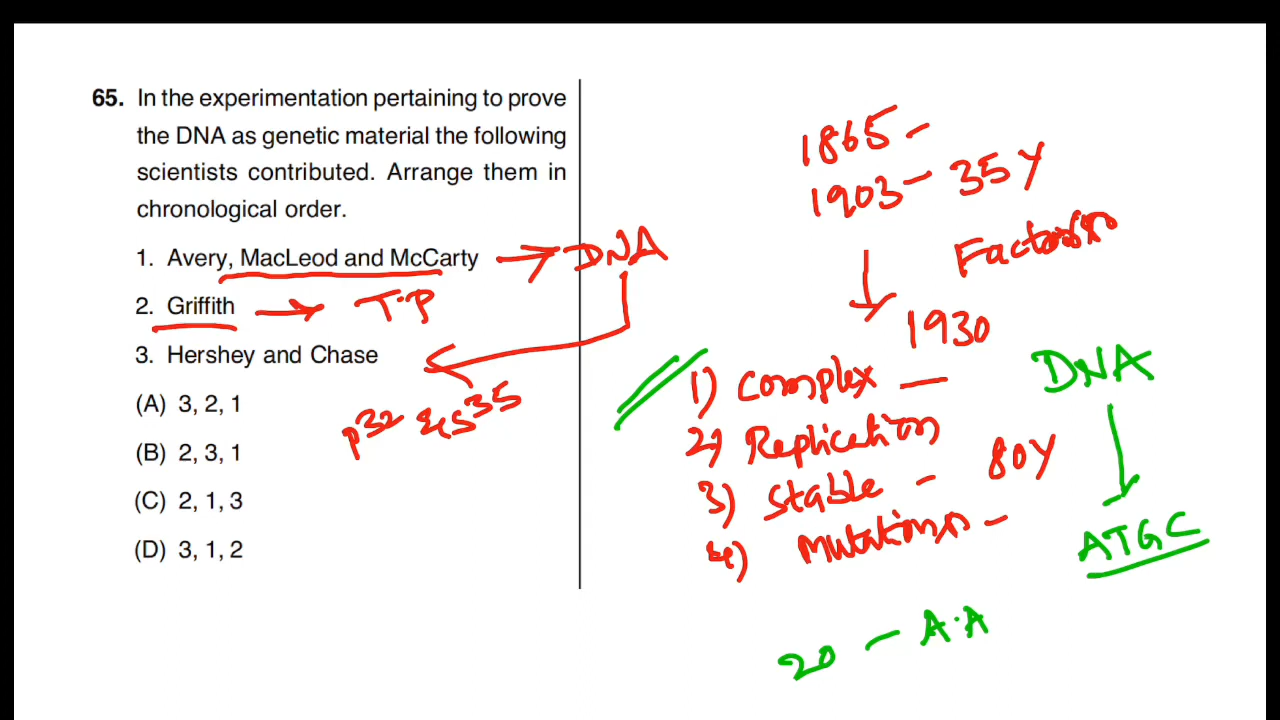 65. In the experimentation pertaining to prove
the DNA as genetic material the following
scientists contributed. Arrange them in
chronological order.
1. Avery, MacLeod and McCarty
DNA
2. Griffith
T.P
3. Hershey and Chase
P32 & S35
(A) 3, 2, 1
(B) 2, 3, 1
(C) 2, 1, 3
(D) 3, 1, 2
1865 -
1903 - 35Y
1930
1) Complex —
2) Replication
3) Stable - 80Y
4) Mutations -
DNA
ATGC
20 - A.A